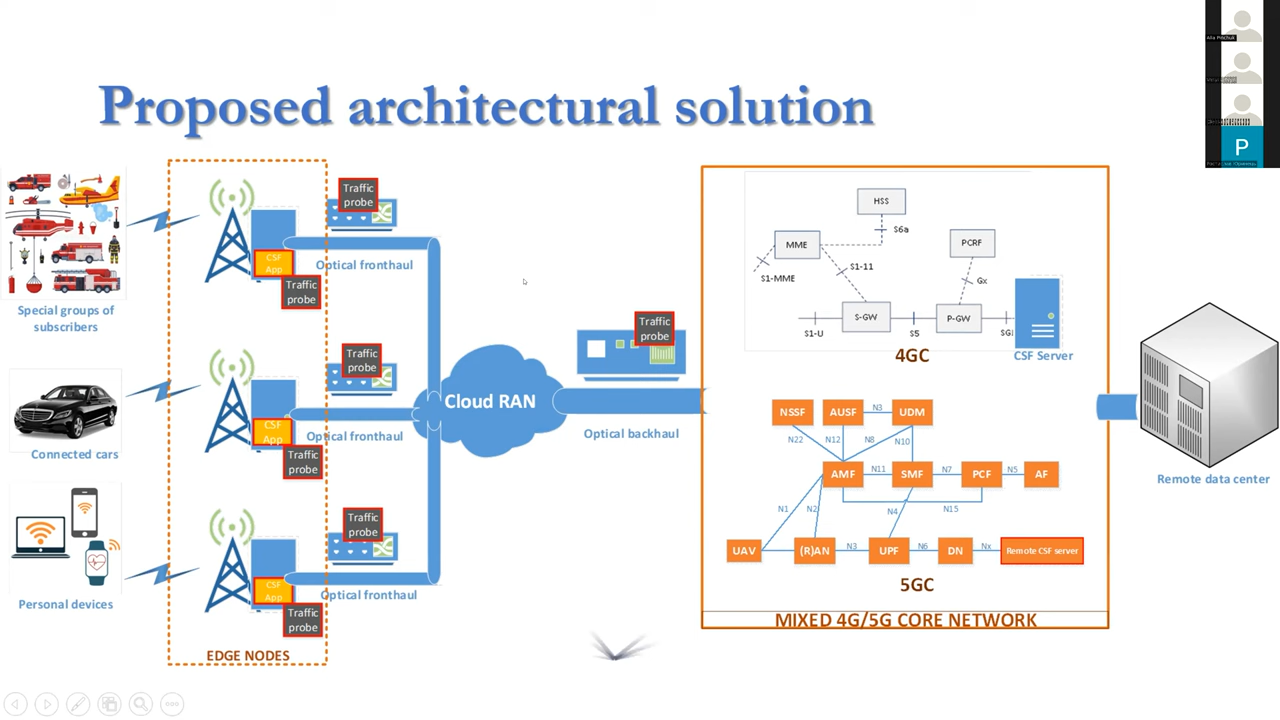 Proposed architectural solution
Alla Pinchuk
P
Traffic
probe
CSF
App
Traffic
probe
Optical fronthaul
Special groups of
subscribers
Traffic
probe
CSF
App
Traffic
probe
Optical fronthaul
Connected cars
Traffic
probe
CSF
App
Traffic
probe
Optical fronthaul
Personal devices
EDGE NODES
Cloud RAN
Traffic
probe
Optical backhaul
HSS
S6a
MME
PCRF
S1-MME
S1-11
Gx
S-GW
P-GW
S1-U
S5
SGi
4GC
CSF Server
NSSF
AUSF
N3
UDM
N22
N12
N8
N10
AMF
N11
SMF
N7
PCF
N5
AF
N1
N2
N4
N15
UAV
(R)AN
N3
UPF
N6
DN
Nx
Remote CSF server
5GC
MIXED 4G/5G CORE NETWORK
Remote data center